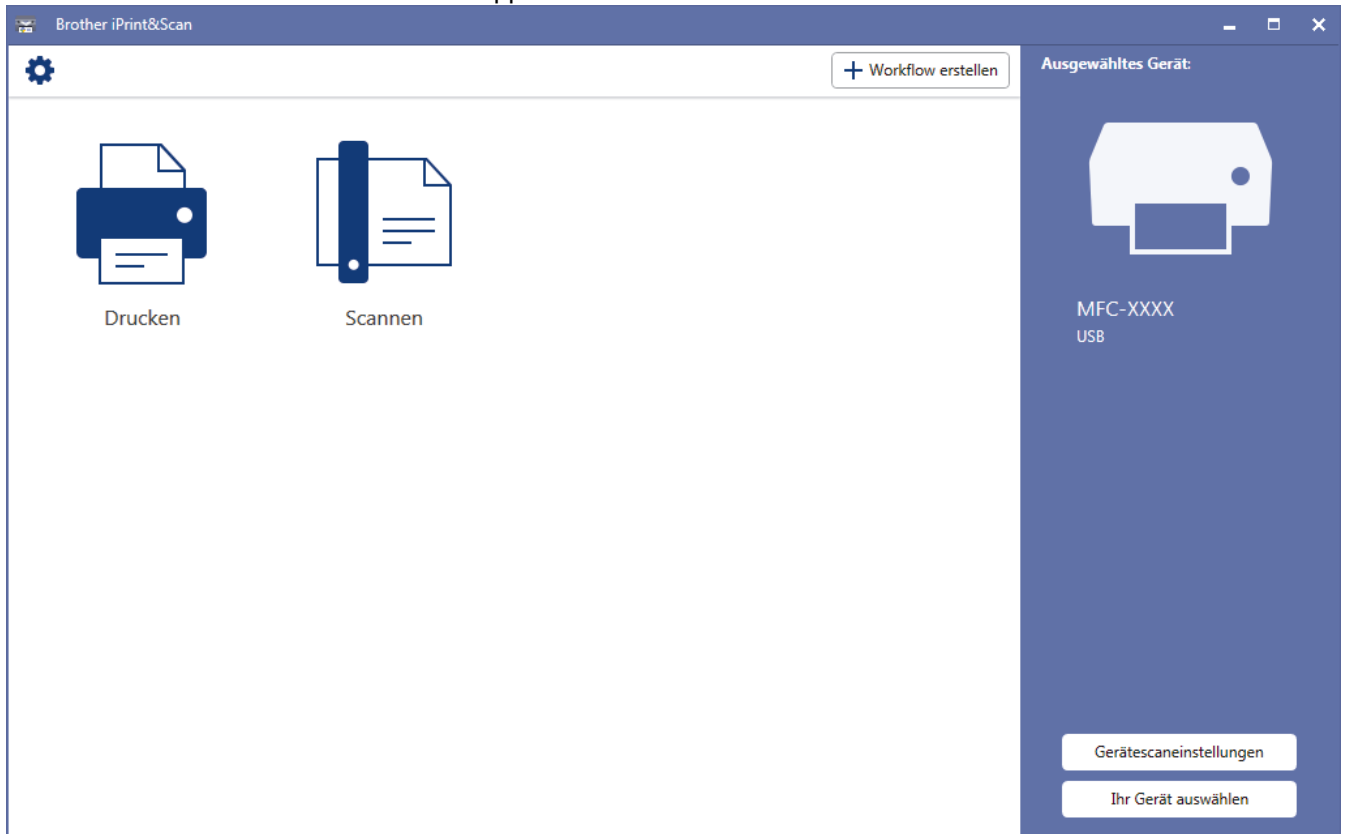 Brother iPrint&Scan
Workflow erstellen
Ausgewähltes Gerät:
Drucken
Scannen
MFC-XXXX
USB
Gerätescaneinstellungen
Ihr Gerät auswählen